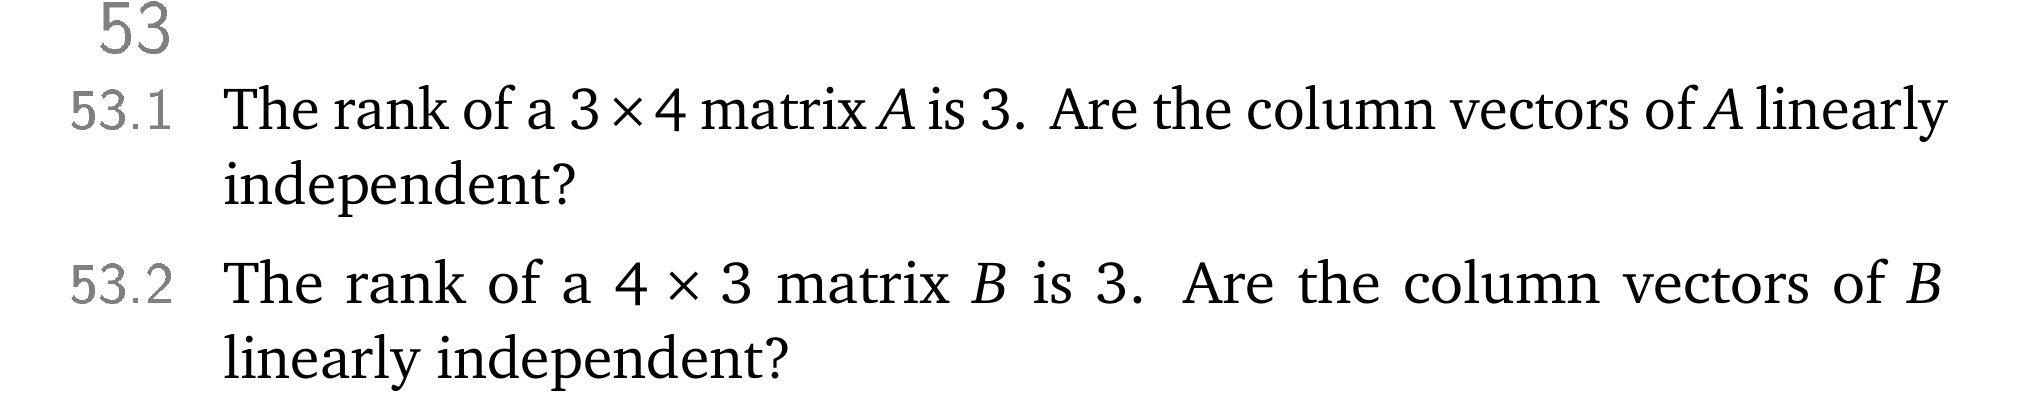 53
53.1 The rank of a 3 × 4 matrix A is 3. Are the column vectors of A linearly
independent?
53.2 The rank of a 4 × 3 matrix B is 3. Are the column vectors of B
linearly independent?